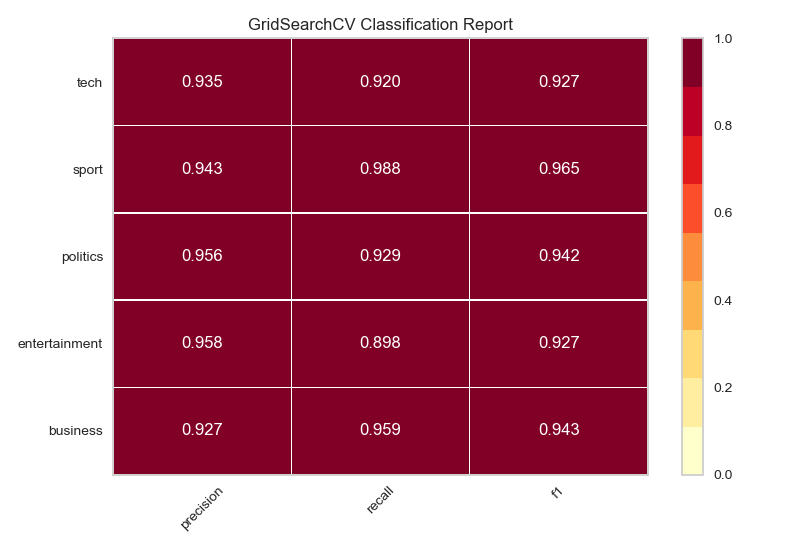 GridSearchCV Classification Report
tech 0.935 0.920 0.927
sport 0.943 0.988 0.965
politics 0.956 0.929 0.942
entertainment 0.958 0.898 0.927
business 0.927 0.959 0.943
precision recall f1
1.0
0.8
0.6
0.4
0.2
0.0